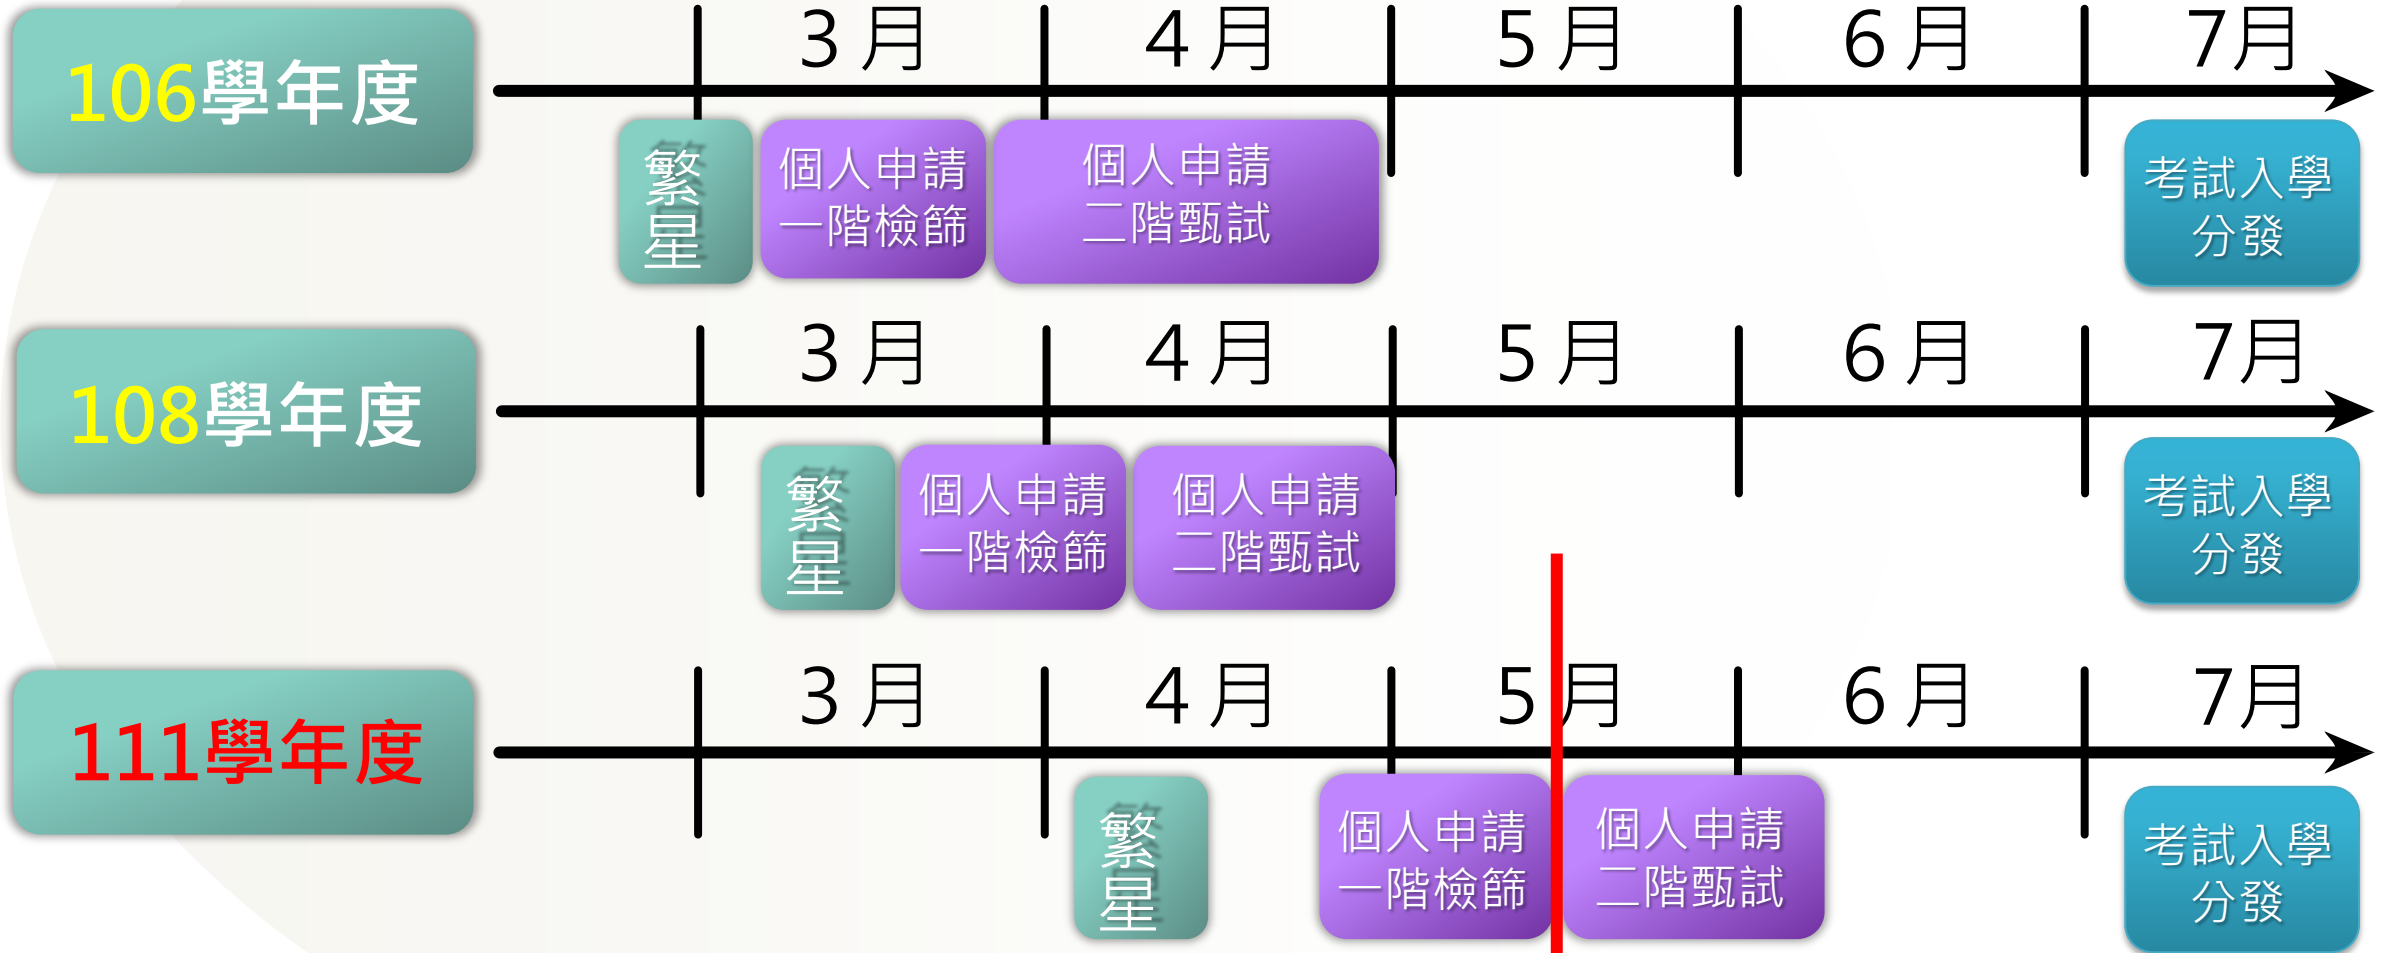 106學年度
3 月
4 月
5 月
6 月
7月
繁星
個人申請
一階檢篩
個人申請
二階甄試
考試入學
分發
108學年度
3 月
4 月
5 月
6 月
7月
繁星
個人申請
一階檢篩
個人申請
二階甄試
考試入學
分發
111學年度
3 月
4 月
5 月
6 月
7月
繁星
個人申請
一階檢篩
個人申請
二階甄試
考試入學
分發